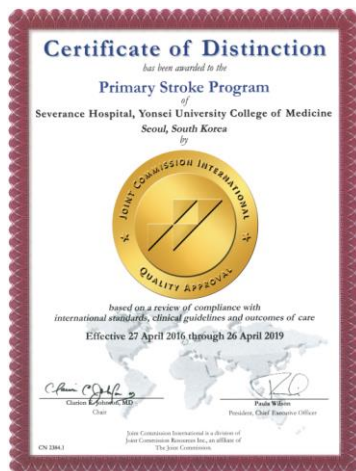 Certificate of Distinction
has been awarded to the
Primary Stroke Program
of
Severance Hospital, Yonsei University College of Medicine
Seoul, South Korea
by
JOINT COMMISSION INTERNATIONAL
QUALITY APPROVAL
based on a review of compliance with
international standards, clinical guidelines and outcomes of care
Effective 27 April 2016 through 26 April 2019
Paula Wilson
Chair
President, Chief Executive Officer
Joint Commission International is a division of
Joint Commission Resources Inc., an affiliate of
CN 2384.1
The Joint Commission